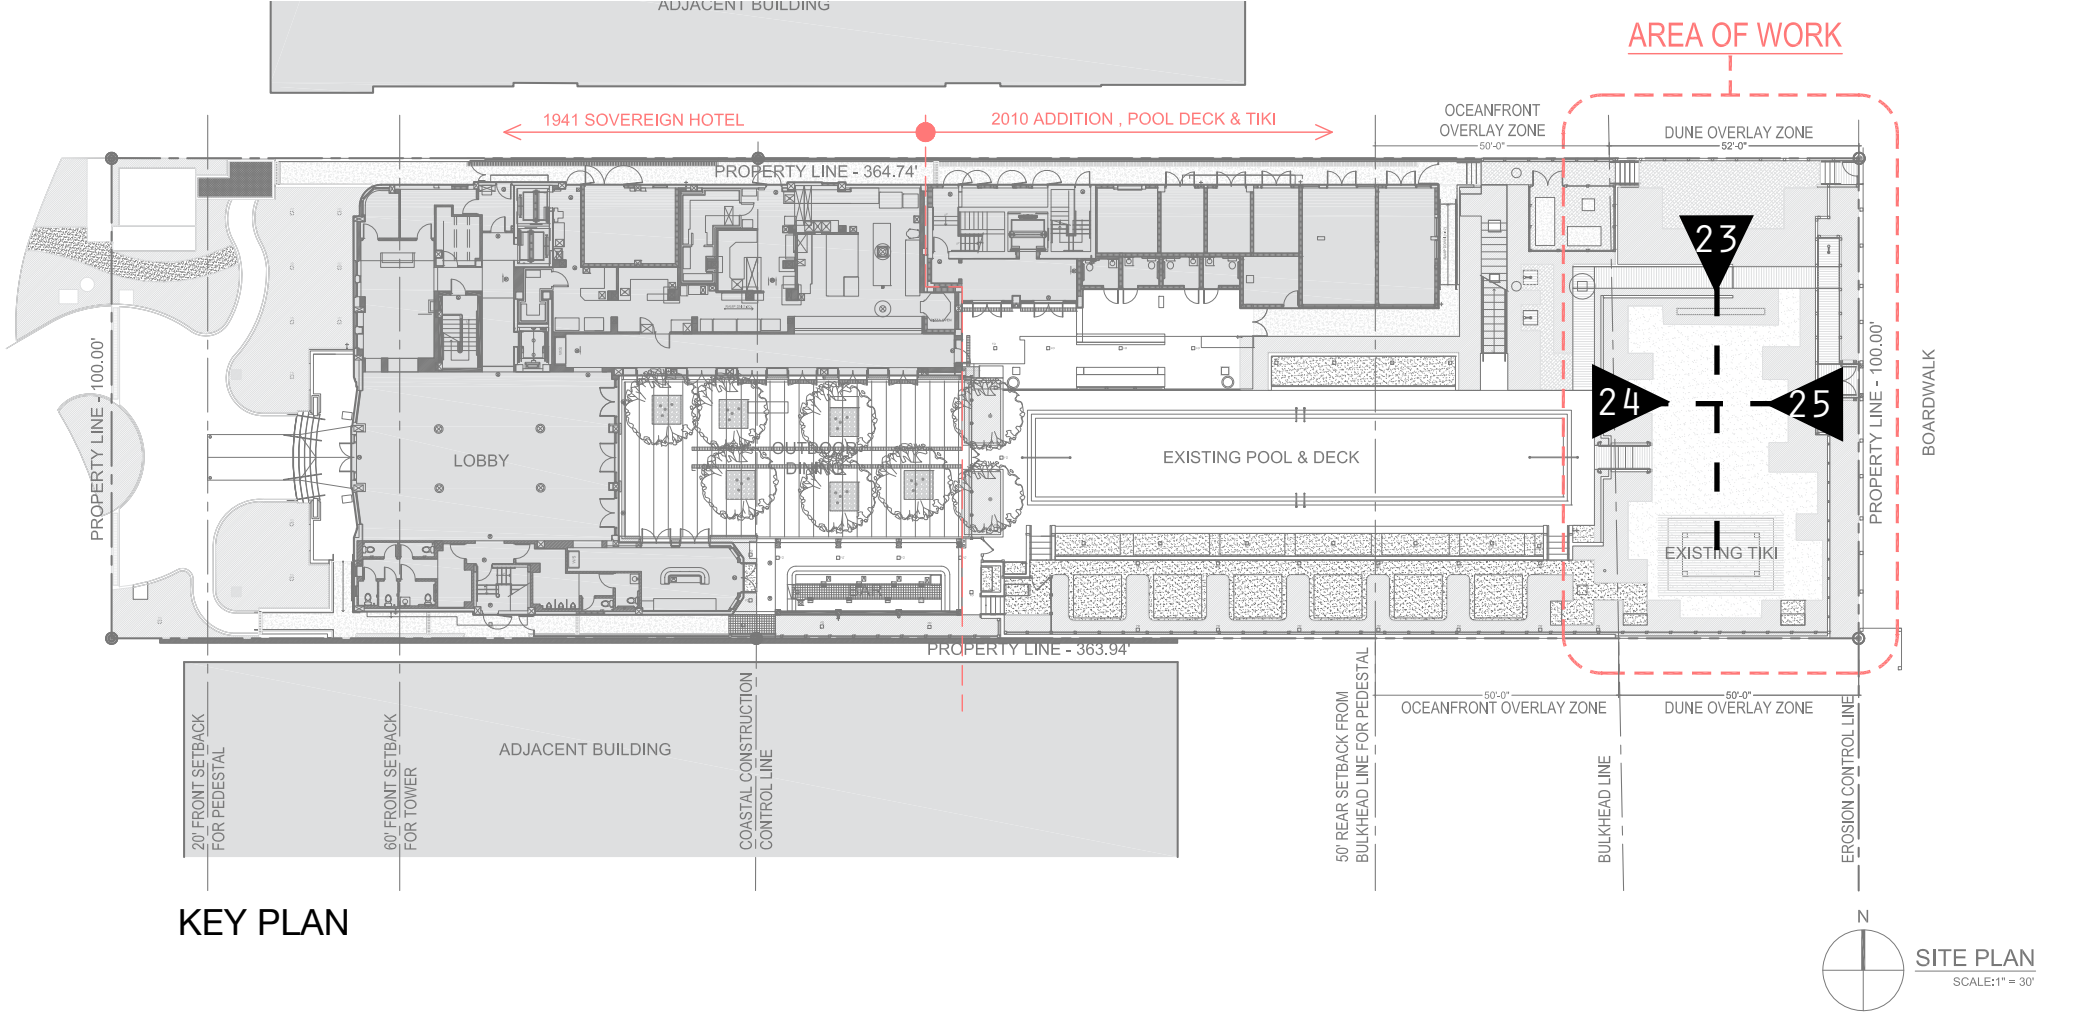 ADJACENT BUILDING
AREA OF WORK
1941 SOVEREIGN HOTEL
2010 ADDITION , POOL DECK & TIKI
OCEANFRONT
OVERLAY ZONE
50'-0"
DUNE OVERLAY ZONE
52'-0"
PROPERTY LINE - 364.74'
23
24
25
PROPERTY LINE - 100.00'
PROPERTY LINE - 100.00'
BOARDWALK
LOBBY
OUTDOOR
DINING
EXISTING POOL & DECK
EXISTING TIKI
BAR
PROPERTY LINE - 363.94'
ADJACENT BUILDING
20' FRONT SETBACK
FOR PEDESTAL
60' FRONT SETBACK
FOR TOWER
COASTAL CONSTRUCTION
CONTROL LINE
50' REAR SETBACK FROM
BULKHEAD LINE FOR PEDESTAL
50'-0"
OCEANFRONT OVERLAY ZONE
50'-0"
DUNE OVERLAY ZONE
BULKHEAD LINE
EROSION CONTROL LINE
KEY PLAN
N
SITE PLAN
SCALE:1" = 30'